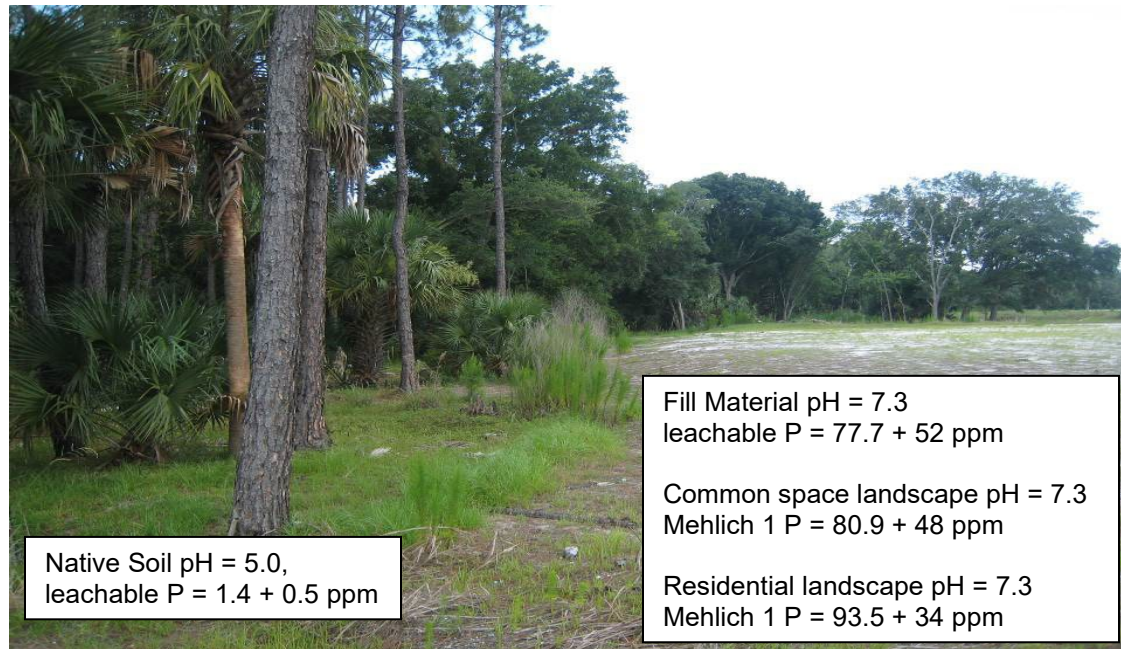 Native Soil pH = 5.0,
leachable P = 1.4 + 0.5 ppm
Fill Material pH = 7.3
leachable P = 77.7 + 52 ppm
Common space landscape pH = 7.3
Mehlich 1 P = 80.9 + 48 ppm
Residential landscape pH = 7.3
Mehlich 1 P = 93.5 + 34 ppm